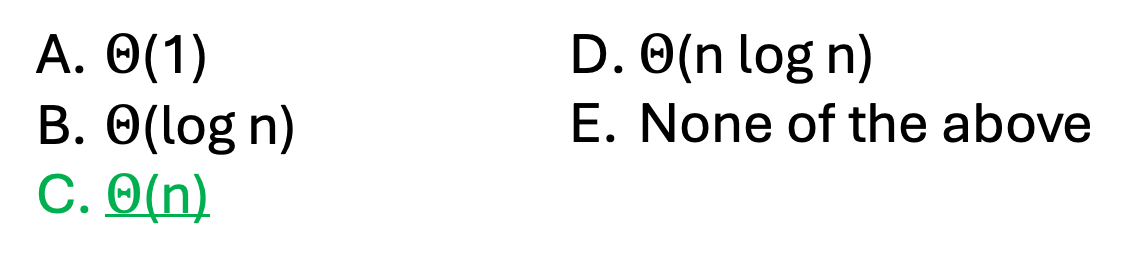 A. Θ(1)
B. Θ(log n)
C. Θ(n)
D. Θ(n log n)
E. None of the above